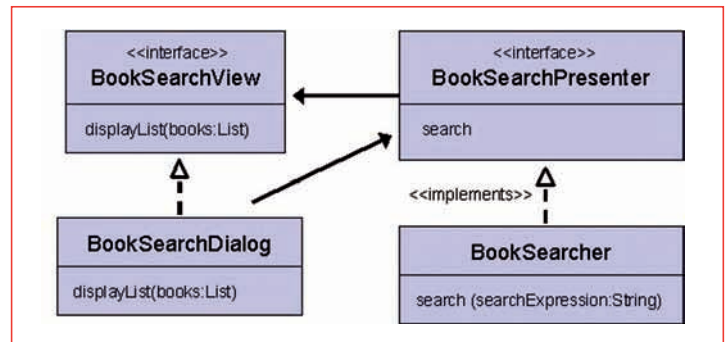 <<interface>>
BookSearchView
displayList(books:List)
<<interface>>
BookSearchPresenter
search
<<implements>>
BookSearchDialog
displayList(books:List)
BookSearcher
search (searchExpression:String)